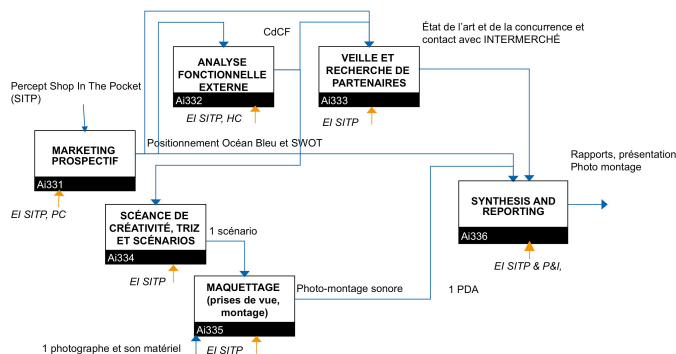 CdCF
État de l'art et de la concurrence et
contact avec INTERMERCHÉ
ANALYSE
FONCTIONNELLE
EXTERNE
Ai332
EI SITP, HC
VEILLE ET
RECHERCHE DE
PARTENAIRES
Ai333
EI SITP
Percept Shop In The Pocket
(SITP)
MARKETING
PROSPECTIF
Ai331
EI SITP, PC
Positionnement Océan Bleu et SWOT
Rapports, présentation
Photo montage
SYNTHESIS AND
REPORTING
Ai336
EI SITP & P&I,
SCÉANCE DE
CRÉATIVITÉ, TRIZ
ET SCÉNARIOS
Ai334
EI SITP
1 scénario
MAQUETTAGE
(prises de vue,
montage)
Ai335
EI SITP
Photo-montage sonore
1 PDA
1 photographe et son matériel